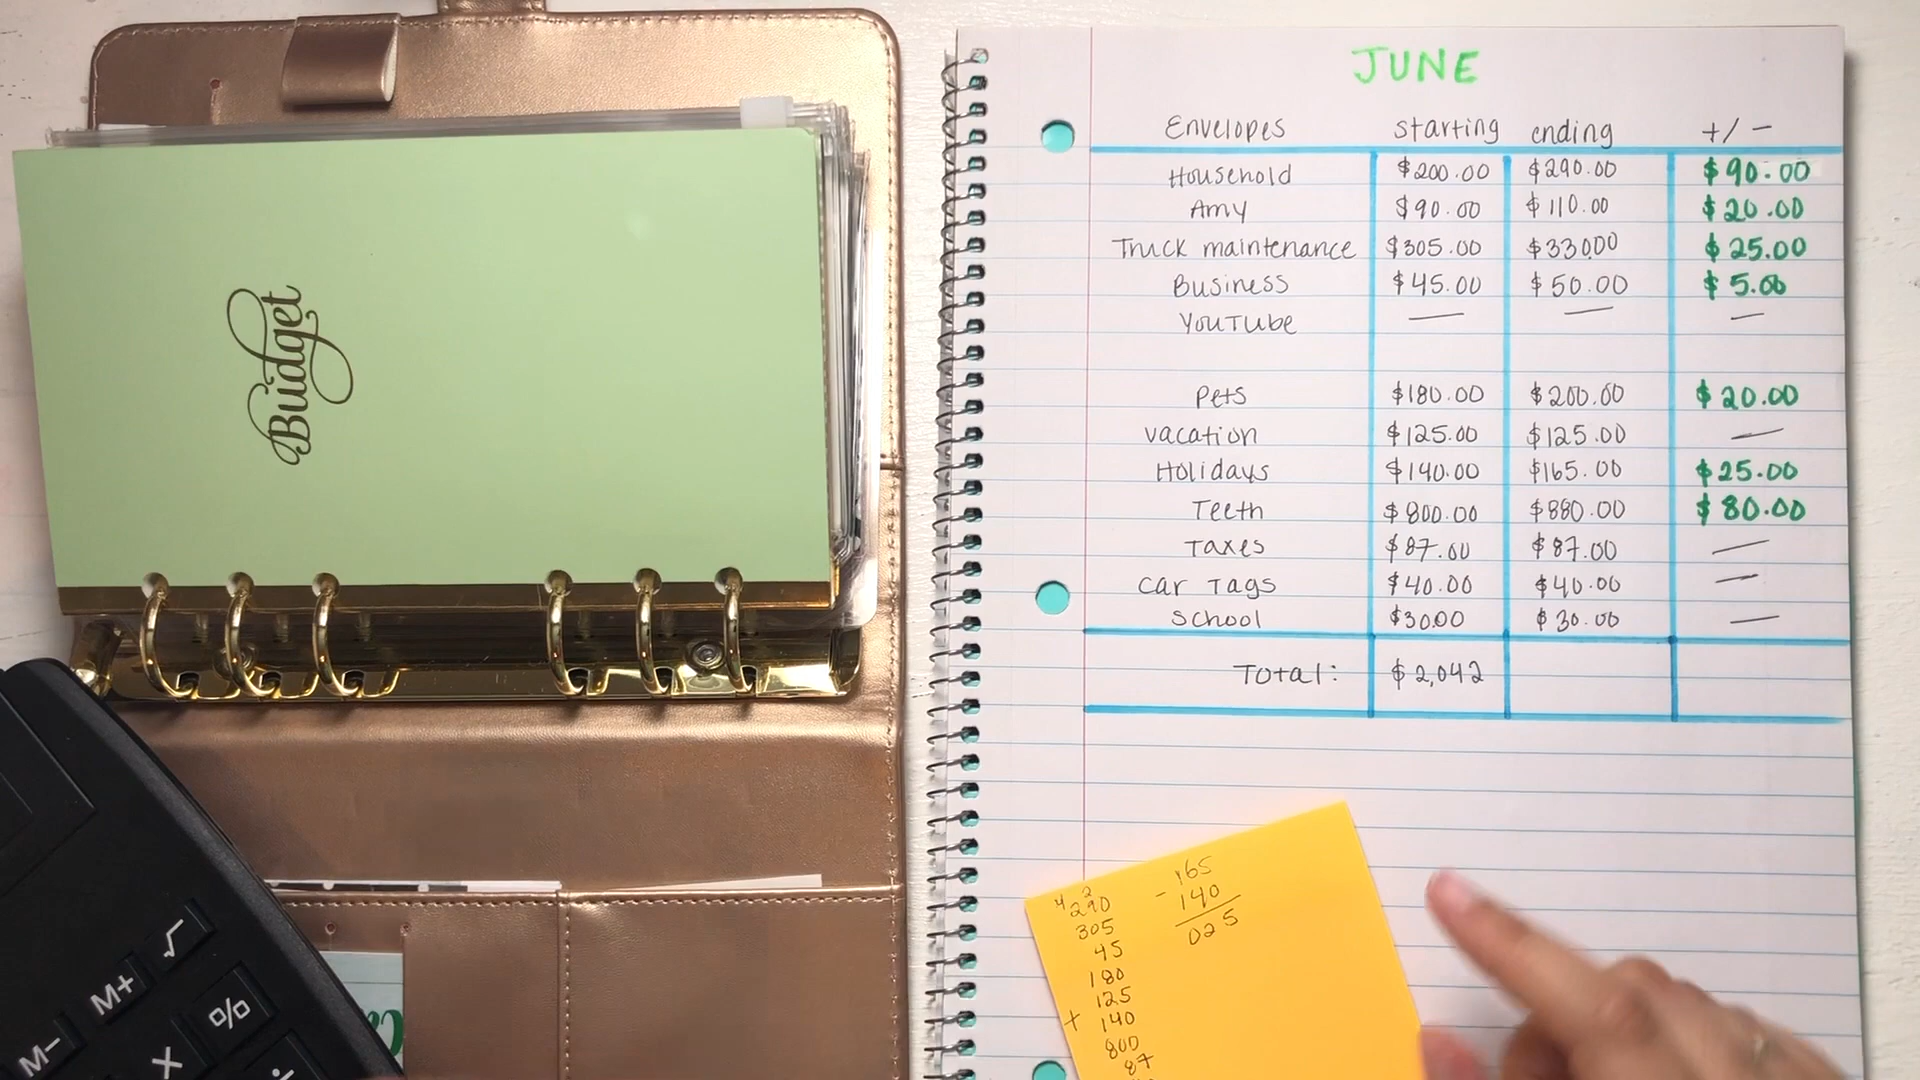 Budget
JUNE
Envelopes starting ending +/-
Household $200.00 $290.00 $90.00
Amy $90.00 $110.00 $20.00
Truck maintenance $305.00 $330.00 $25.00
Business $45.00 $50.00 $5.00
YouTube — — —
Pets $180.00 $200.00 $20.00
vacation $125.00 $125.00 —
Holidays $140.00 $165.00 $25.00
Teeth $800.00 $880.00 $80.00
Taxes $87.00 $87.00 —
car Tags $40.00 $40.00 —
School $30.00 $30.00 —
Total: $2,042
4 2
290
305
45
180
125
+ 140
800
87
165
- 140
025
√
M+
%
M-
X
÷